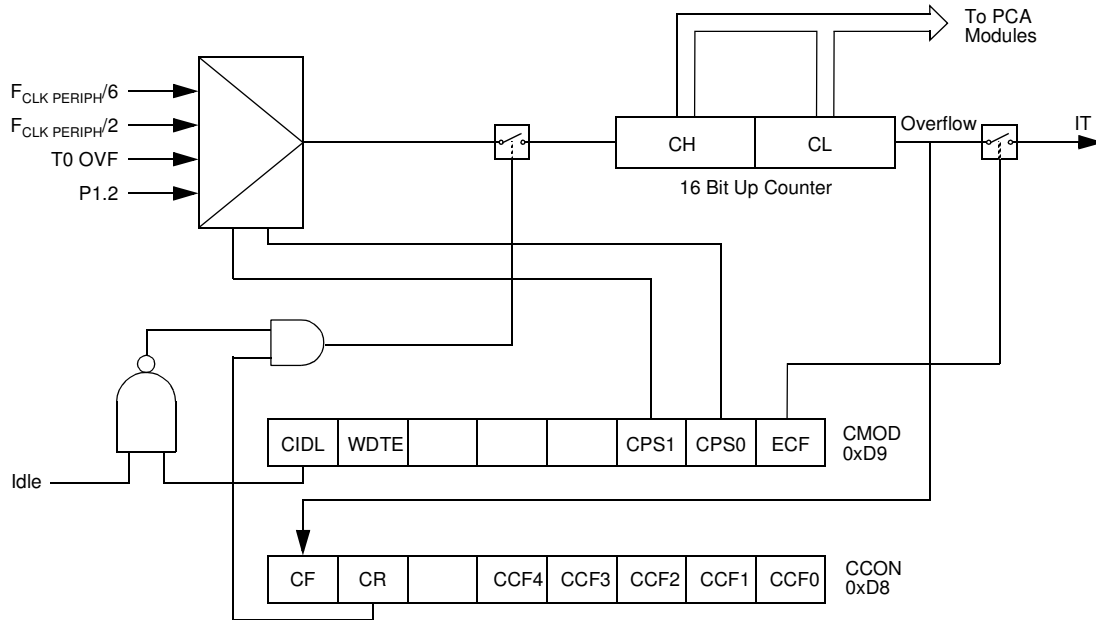 To PCA
Modules
FCLK PERIPH/6
FCLK PERIPH/2
T0 OVF
P1.2
CH
CL
Overflow
IT
16 Bit Up Counter
CIDL
WDTE
CPS1
CPS0
ECF
CMOD
0xD9
Idle
CF
CR
CCF4
CCF3
CCF2
CCF1
CCF0
CCON
0xD8